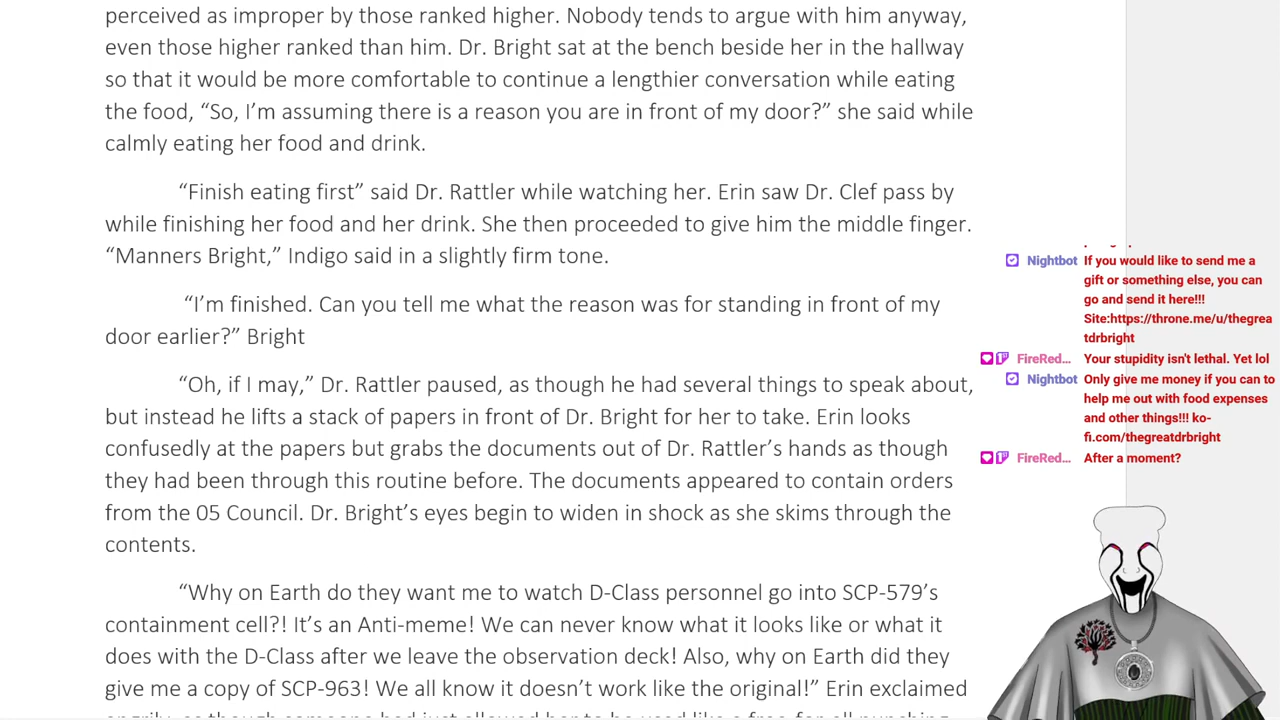 perceived as improper by those ranked higher. Nobody tends to argue with him anyway,
even those higher ranked than him. Dr. Bright sat at the bench beside her in the hallway
so that it would be more comfortable to continue a lengthier conversation while eating
the food, “So, I’m assuming there is a reason you are in front of my door?” she said while
calmly eating her food and drink.
“Finish eating first” said Dr. Rattler while watching her. Erin saw Dr. Clef pass by
while finishing her food and her drink. She then proceeded to give him the middle finger.
“Manners Bright,” Indigo said in a slightly firm tone.
“I’m finished. Can you tell me what the reason was for standing in front of my
door earlier?” Bright
“Oh, if I may,” Dr. Rattler paused, as though he had several things to speak about,
but instead he lifts a stack of papers in front of Dr. Bright for her to take. Erin looks
confusedly at the papers but grabs the documents out of Dr. Rattler’s hands as though
they had been through this routine before. The documents appeared to contain orders
from the 05 Council. Dr. Bright’s eyes begin to widen in shock as she skims through the
contents.
“Why on Earth do they want me to watch D-Class personnel go into SCP-579’s
containment cell?! It’s an Anti-meme! We can never know what it looks like or what it
does with the D-Class after we leave the observation deck! Also, why on Earth did they
give me a copy of SCP-963! We all know it doesn’t work like the original!” Erin exclaimed
Nightbot If you would like to send me a
gift or something else, you can
go and send it here!!!
Site:https://throne.me/u/thegrea
tdrbright
FireRed... Your stupidity isn't lethal. Yet lol
Nightbot Only give me money if you can to
help me out with food expenses
and other things!!! ko-
fi.com/thegreatdrbright
FireRed... After a moment?